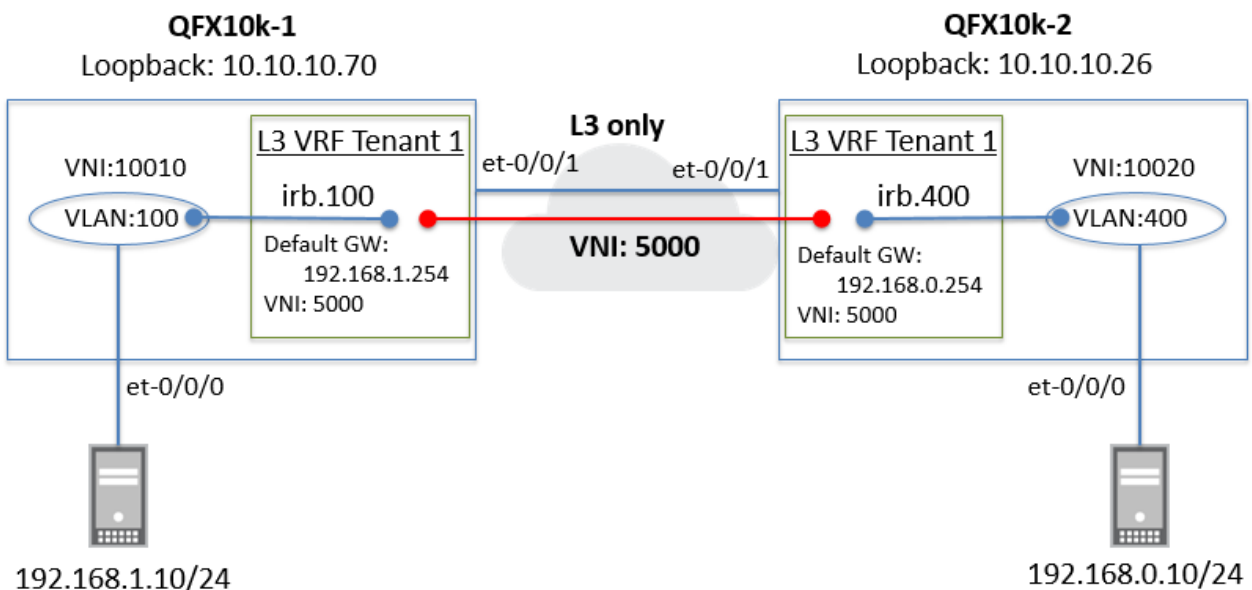 QFX10k-1
Loopback: 10.10.10.70
QFX10k-2
Loopback: 10.10.10.26
L3 VRF Tenant 1
VNI:10010
irb.100
VLAN:100
Default GW:
192.168.1.254
VNI: 5000
et-0/0/1
L3 only
et-0/0/1
VNI: 5000
L3 VRF Tenant 1
VNI:10020
irb.400
VLAN:400
Default GW:
192.168.0.254
VNI: 5000
et-0/0/0
et-0/0/0
192.168.1.10/24
192.168.0.10/24